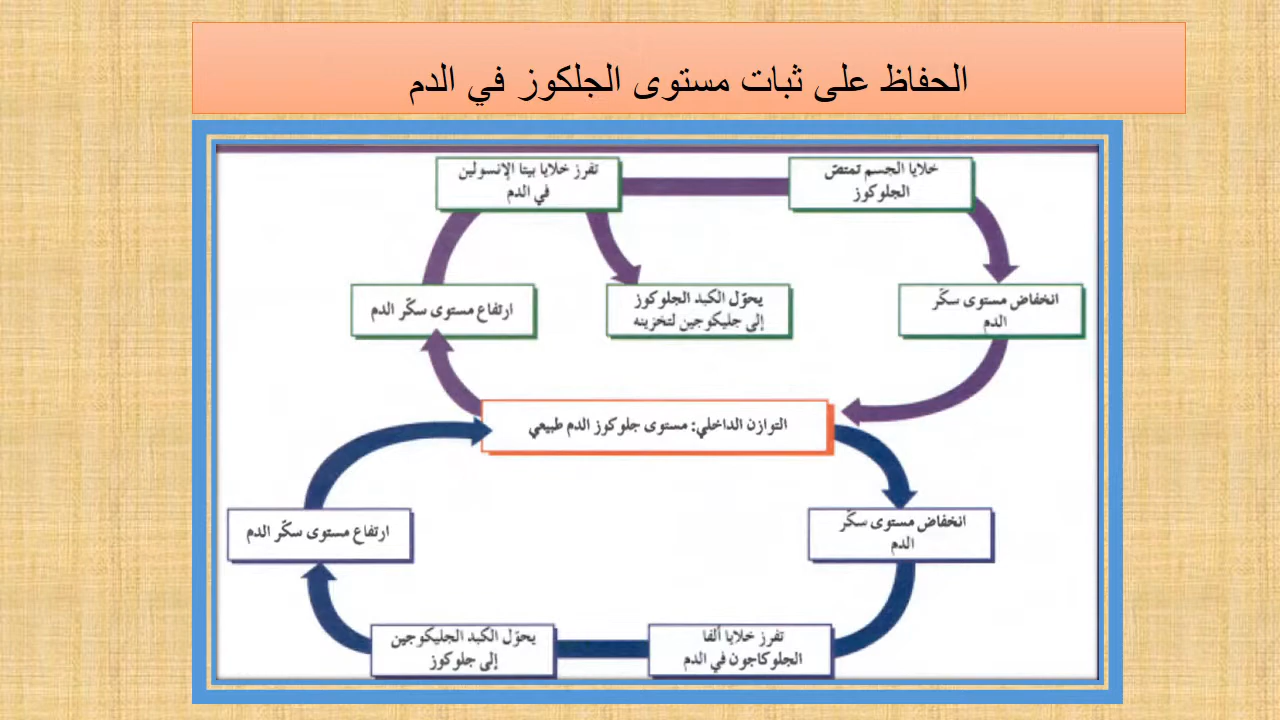 الحفاظ على ثبات مستوى الجلكوز في الدم
خلايا الجسم تمتصّ
الجلوكوز
تفرز خلايا بيتا الإنسولين
في الدم
انخفاض مستوى سكّر
الدم
يحوّل الكبد الجلوكوز
إلى جليكوجين لتخزينه
ارتفاع مستوى سكّر الدم
التوازن الداخلي: مستوى جلوكوز الدم طبيعي
انخفاض مستوى سكّر
الدم
ارتفاع مستوى سكّر الدم
تفرز خلايا ألفا
الجلوكاجون في الدم
يحوّل الكبد الجليكوجين
إلى جلوكوز